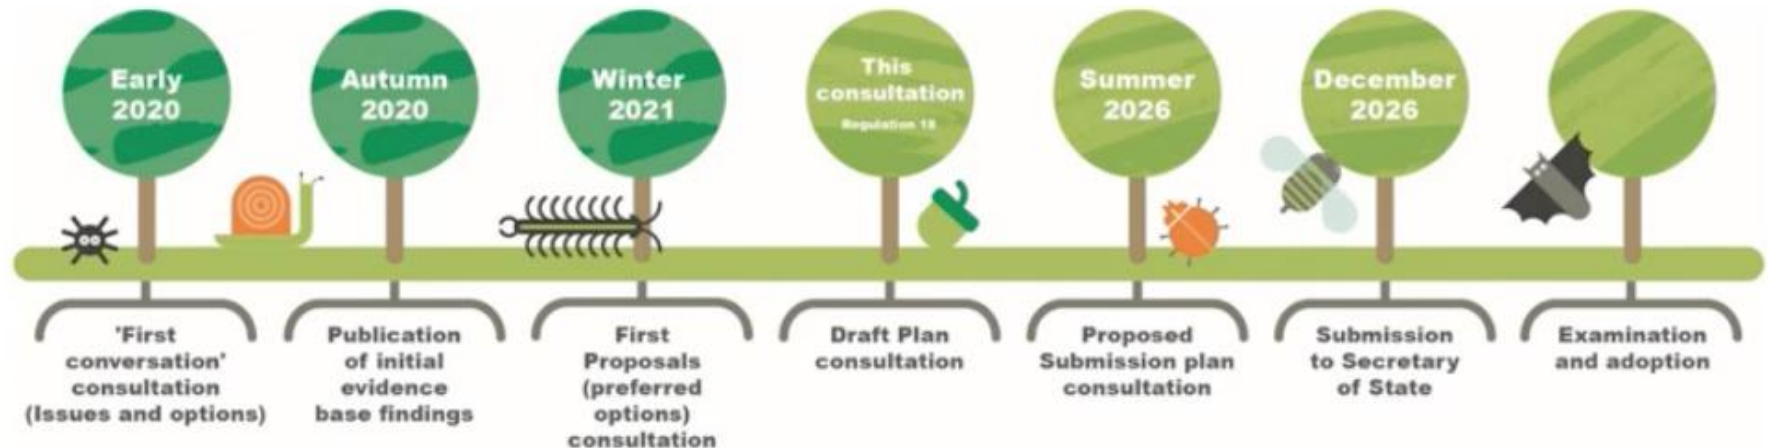 Early
2020
Autumn
2020
Winter
2021
This
consultation
Regulation 18
Summer
2026
December
2026
'First
conversation'
consultation
(Issues and options)
Publication
of initial
evidence
base findings
First
Proposals
(preferred
options)
consultation
Draft Plan
consultation
Proposed
Submission plan
consultation
Submission
to Secretary
of State
Examination
and adoption